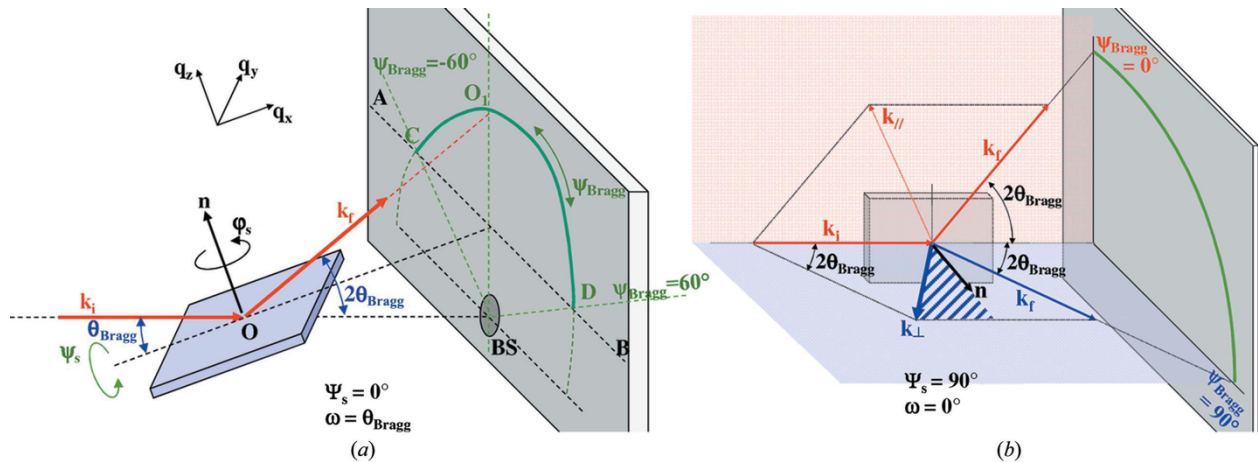 q_z
q_y
q_x
n
φ_s
k_i
θ_Bragg
ψ_s
O
k_f
2θ_Bragg
Ψ_s = 0°
ω = θ_Bragg
A
ψ_Bragg=-60°
O_1
C
ψ_Bragg
D
ψ_Bragg=60°
BS
B
(a)
k_//
k_f
ψ_Bragg
= 0°
2θ_Bragg
k_i
2θ_Bragg
2θ_Bragg
n
k_f
k_⊥
Ψ_s = 90°
ω = 0°
ψ_Bragg
= 90°
(b)